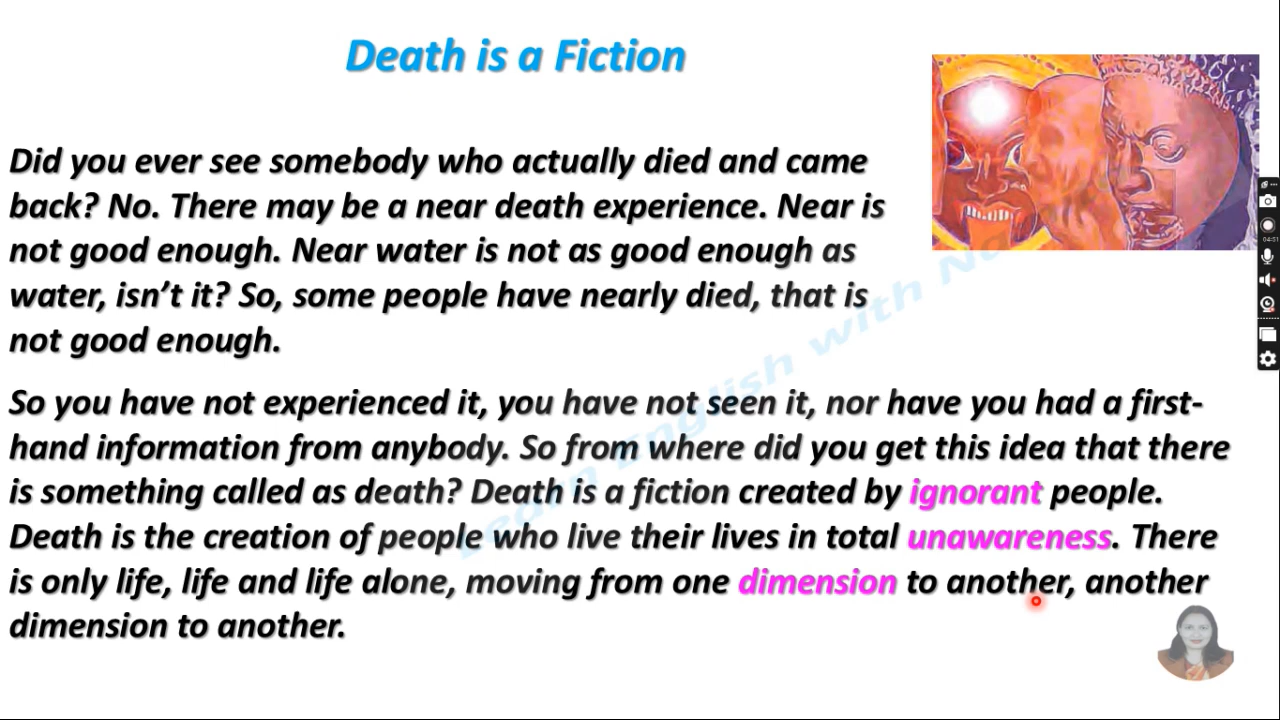 Death is a Fiction
Did you ever see somebody who actually died and came
back? No. There may be a near death experience. Near is
not good enough. Near water is not as good enough as
water, isn’t it? So, some people have nearly died, that is
not good enough.
So you have not experienced it, you have not seen it, nor have you had a first-
hand information from anybody. So from where did you get this idea that there
is something called as death? Death is a fiction created by ignorant people.
Death is the creation of people who live their lives in total unawareness. There
is only life, life and life alone, moving from one dimension to another, another
dimension to another.
Learn English with
04:51